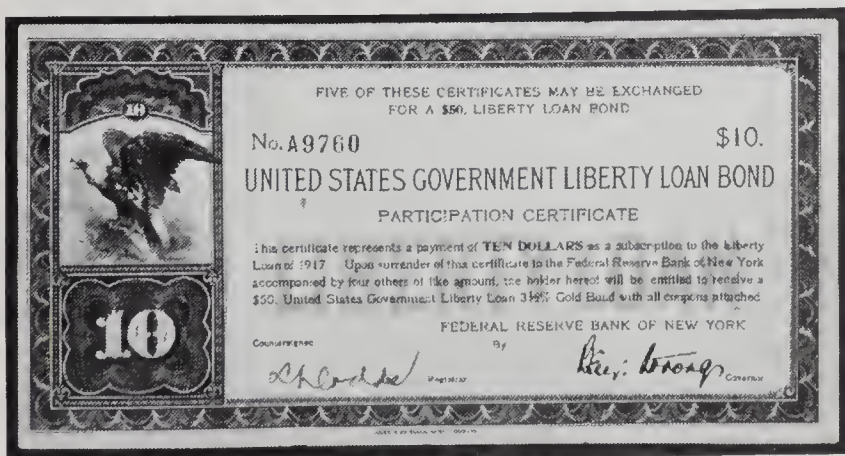 FIVE OF THESE CERTIFICATES MAY BE EXCHANGED
FOR A $50. LIBERTY LOAN BOND
10
No. A9760 $10.
UNITED STATES GOVERNMENT LIBERTY LOAN BOND
PARTICIPATION CERTIFICATE
This certificate represents a payment of TEN DOLLARS as a subscription to the Liberty
Loan of 1917 Upon surrender of this certificate to the Federal Reserve Bank of New York
accompanied by four others of like amount, the holder hereof will be entitled to receive a
$50. United States Government Liberty Loan 3½% Gold Bond with all coupons attached
FEDERAL RESERVE BANK OF NEW YORK
Countersigned By
Benj. Strong
Registrar Governor
10